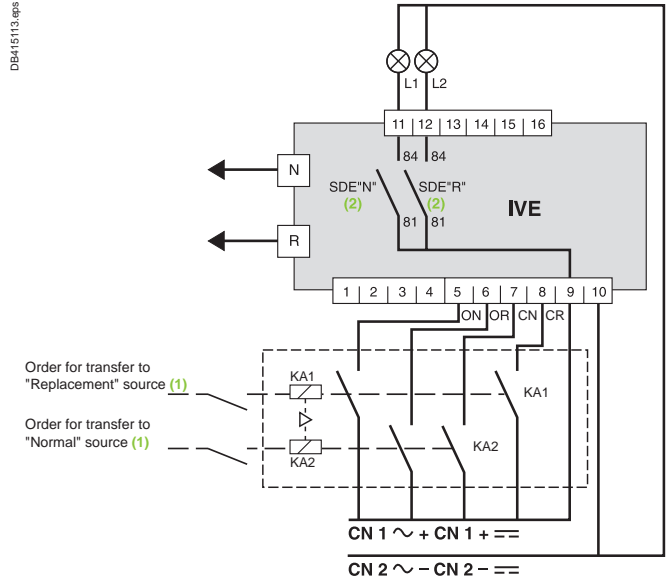 DB415113.eps
L1 L2
11 12 13 14 15 16
84 84
N
SDE"N" SDE"R"
(2) (2)
IVE
81 81
R
1 2 3 4 5 6 7 8 9 10
ON OR CN CR
Order for transfer to
"Replacement" source (1)
KA1
KA1
Order for transfer to
"Normal" source (1)
KA2
KA2
CN 1 ∼ + CN 1 + ⎓
CN 2 ∼ – CN 2 – ⎓